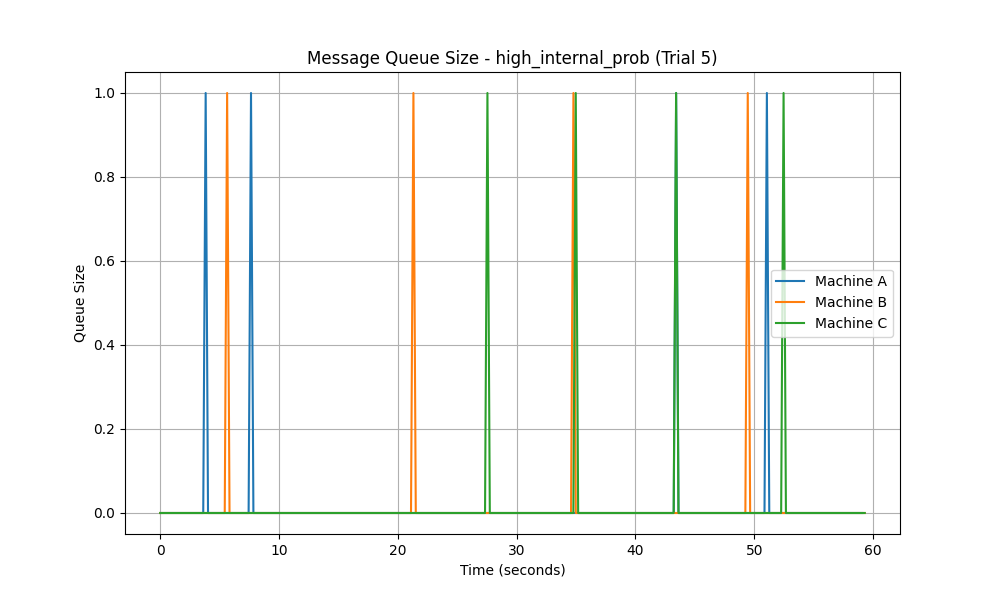 Message Queue Size - high_internal_prob (Trial 5)
1.0
0.8
0.6
0.4
0.2
0.0
Queue Size
Machine A
Machine B
Machine C
0 10 20 30 40 50 60
Time (seconds)